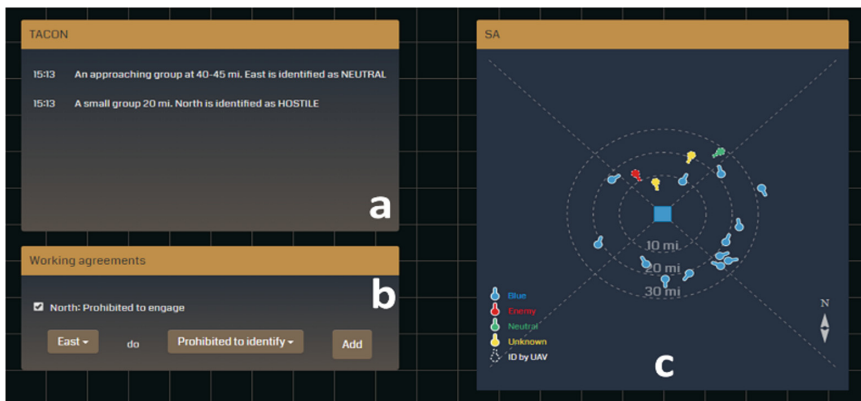 TACON
15:13 An approaching group at 40-45 mi. East is identified as NEUTRAL
15:13 A small group 20 mi. North is identified as HOSTILE
a
Working agreements
b
North: Prohibited to engage
East do Prohibited to identify Add
SA
10 mi
20 mi
30 mi
Blue
Enemy
Neutral
Unknown
ID by UAV
N
c